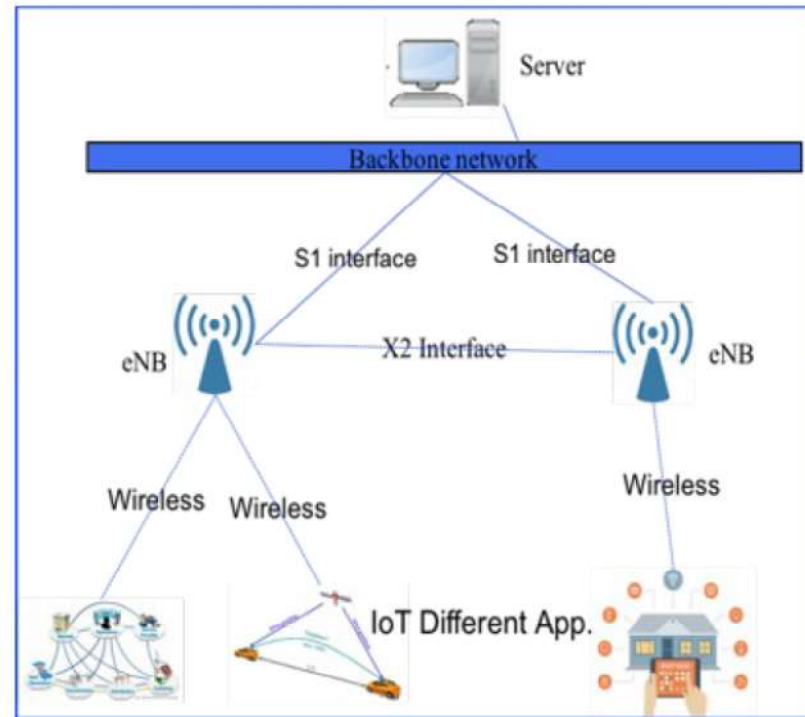 Server
Backbone network
S1 interface
S1 interface
eNB
X2 Interface
eNB
Wireless
Wireless
Wireless
IoT Different App.